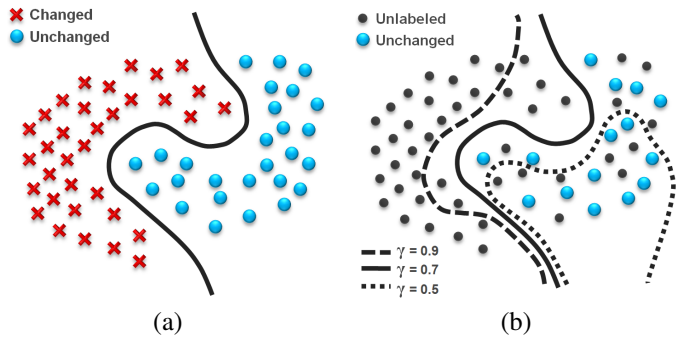 Changed
Unchanged
Unlabeled
Unchanged
γ = 0.9
γ = 0.7
γ = 0.5
(a)
(b)